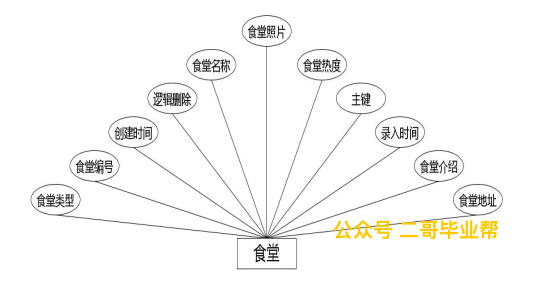 食堂照片
食堂名称
食堂热度
逻辑删除
主键
创建时间
录入时间
食堂编号
食堂介绍
食堂类型
食堂地址
公众号 二哥毕业帮
食堂